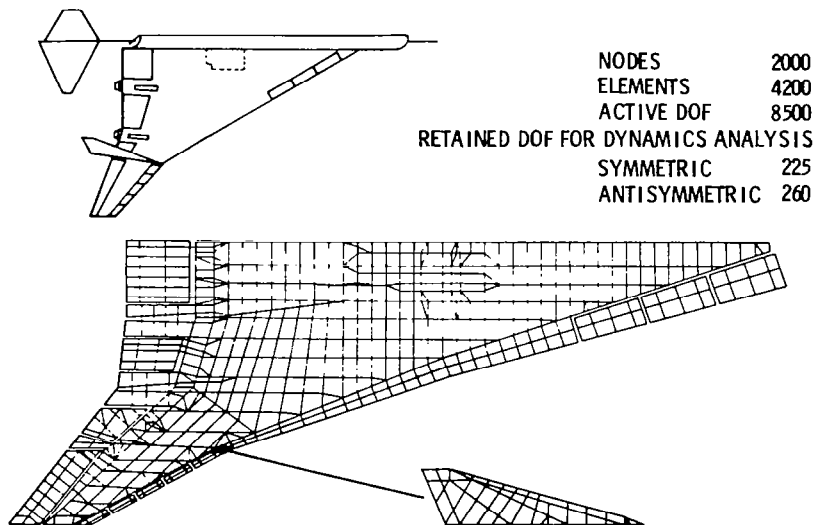 NODES 2000
ELEMENTS 4200
ACTIVE DOF 8500
RETAINED DOF FOR DYNAMICS ANALYSIS
SYMMETRIC 225
ANTISYMMETRIC 260